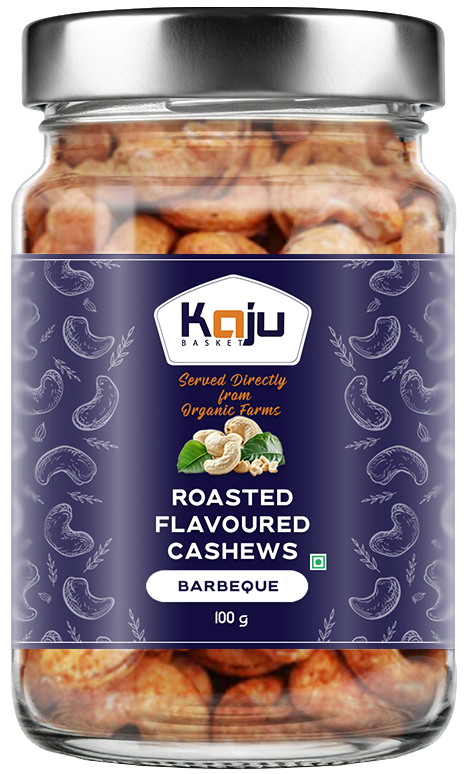 Kaju
BASKET
Served Directly
from
Organic Farms
ROASTED
FLAVOURED
CASHEWS
BARBEQUE
100 g